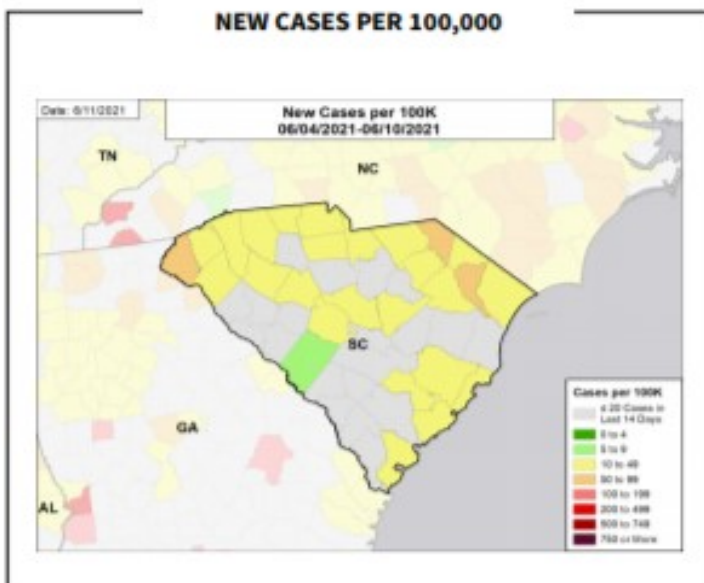 NEW CASES PER 100,000
Date: 6/11/2021
New Cases per 100K
06/04/2021-06/10/2021
TN
NC
SC
GA
AL
Cases per 100K
≤ 20 Cases in
Last 14 Days
0 to 4
5 to 9
10 to 49
50 to 99
100 to 199
200 to 499
500 to 749
750 or More